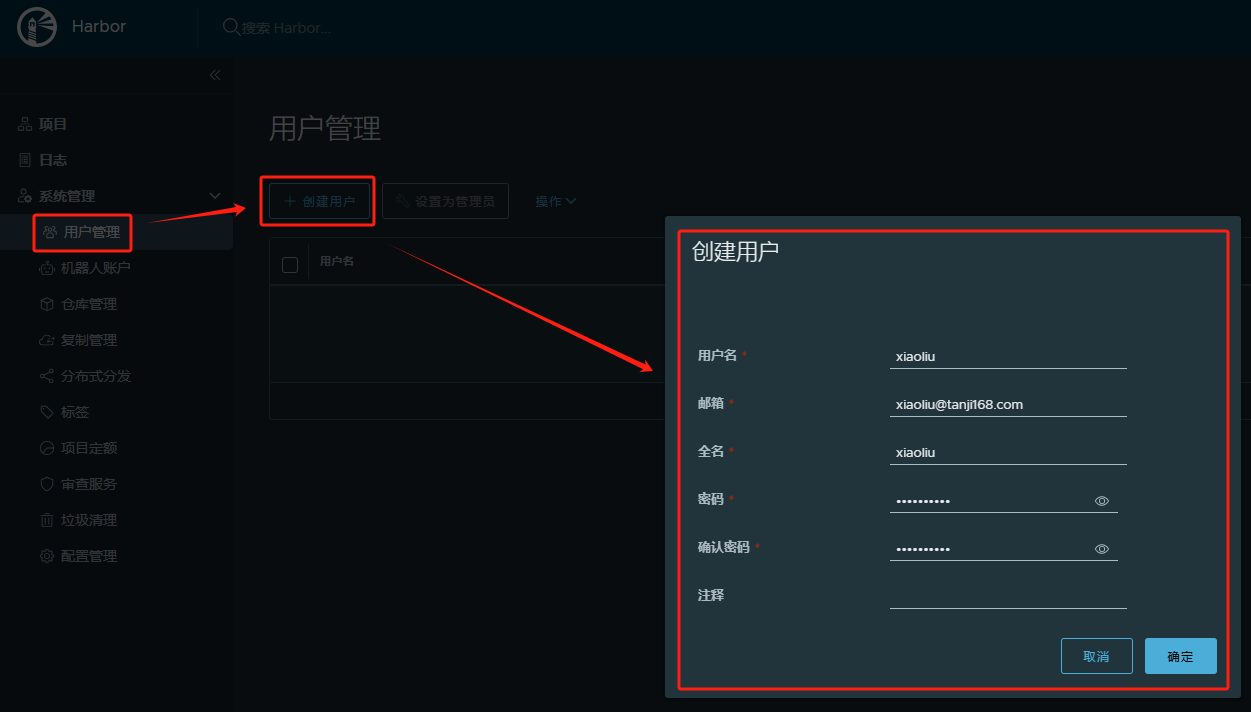 Harbor
搜索 Harbor...
项目
日志
系统管理
用户管理
机器人账户
仓库管理
复制管理
分布式分发
标签
项目定额
审查服务
垃圾清理
配置管理
用户管理
创建用户
设置为管理员
操作
用户名
创建用户
用户名 * xiaoliu
邮箱 * xiaoliu@tanji168.com
全名 * xiaoliu
密码 * ••••••••••
确认密码 * ••••••••••
注释
取消
确定